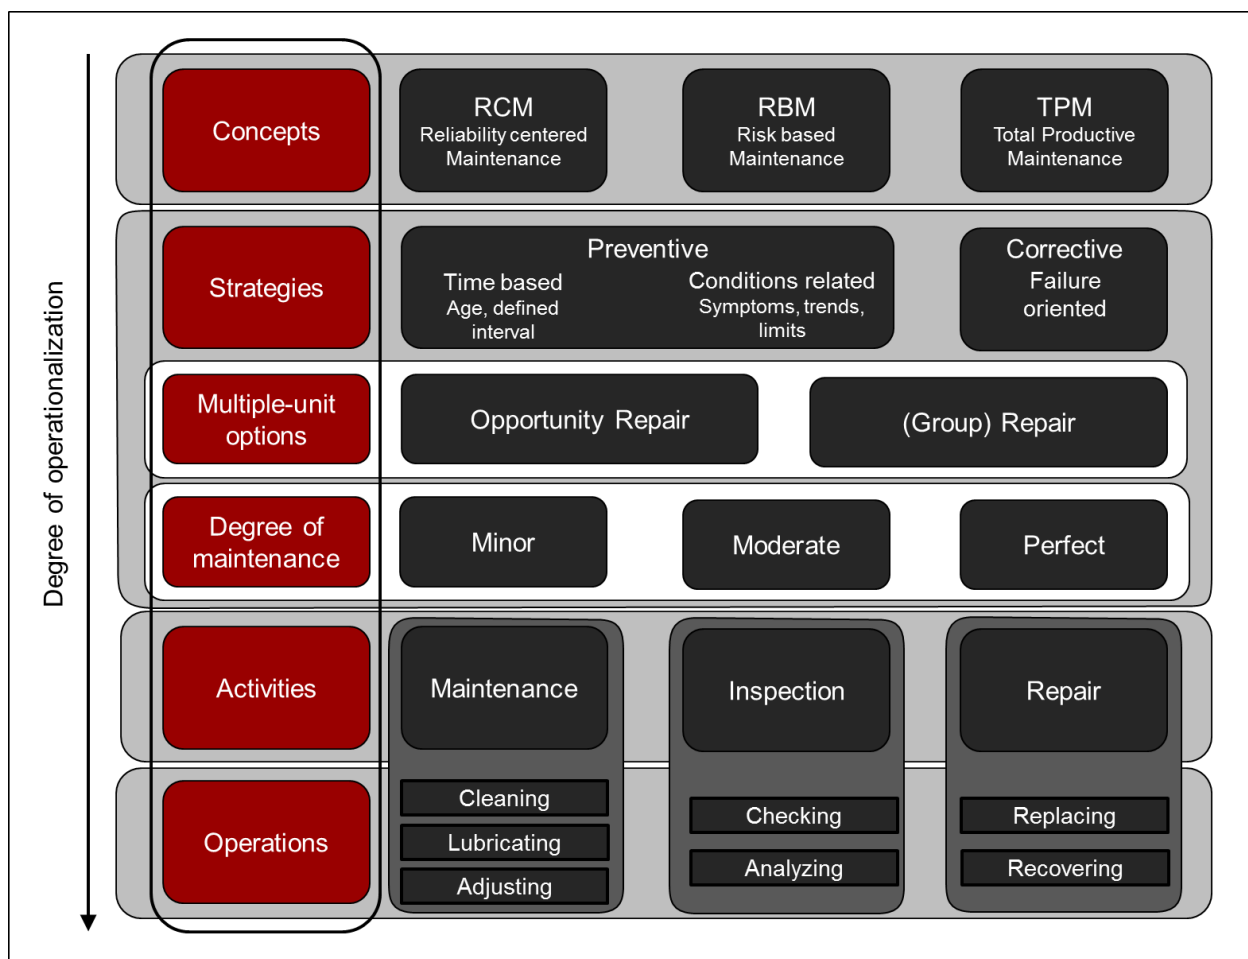 Degree of operationalization
Concepts
RCM
Reliability centered
Maintenance
RBM
Risk based
Maintenance
TPM
Total Productive
Maintenance
Strategies
Preventive
Time based
Age, defined
interval
Conditions related
Symptoms, trends,
limits
Corrective
Failure
oriented
Multiple-unit
options
Opportunity Repair
(Group) Repair
Degree of
maintenance
Minor
Moderate
Perfect
Activities
Maintenance
Inspection
Repair
Operations
Cleaning
Lubricating
Adjusting
Checking
Analyzing
Replacing
Recovering